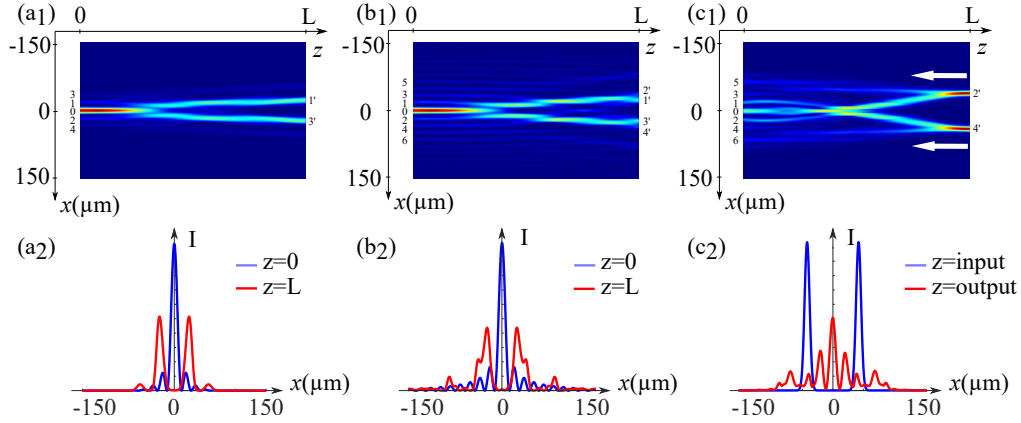 (a1) 0 L z
-150
0
150
x(μm)
3
1
0
2
4
1'
3'
(b1) 0 L z
-150
0
150
x(μm)
5
3
1
0
2
4
6
2'
1'
3'
4'
(c1) 0 L z
-150
0
150
x(μm)
5
3
1
0
2
4
6
2'
4'
(a2) I
z=0
z=L
x(μm)
-150 0 150
(b2) I
z=0
z=L
x(μm)
-150 0 150
(c2) I
z=input
z=output
x(μm)
-150 0 150